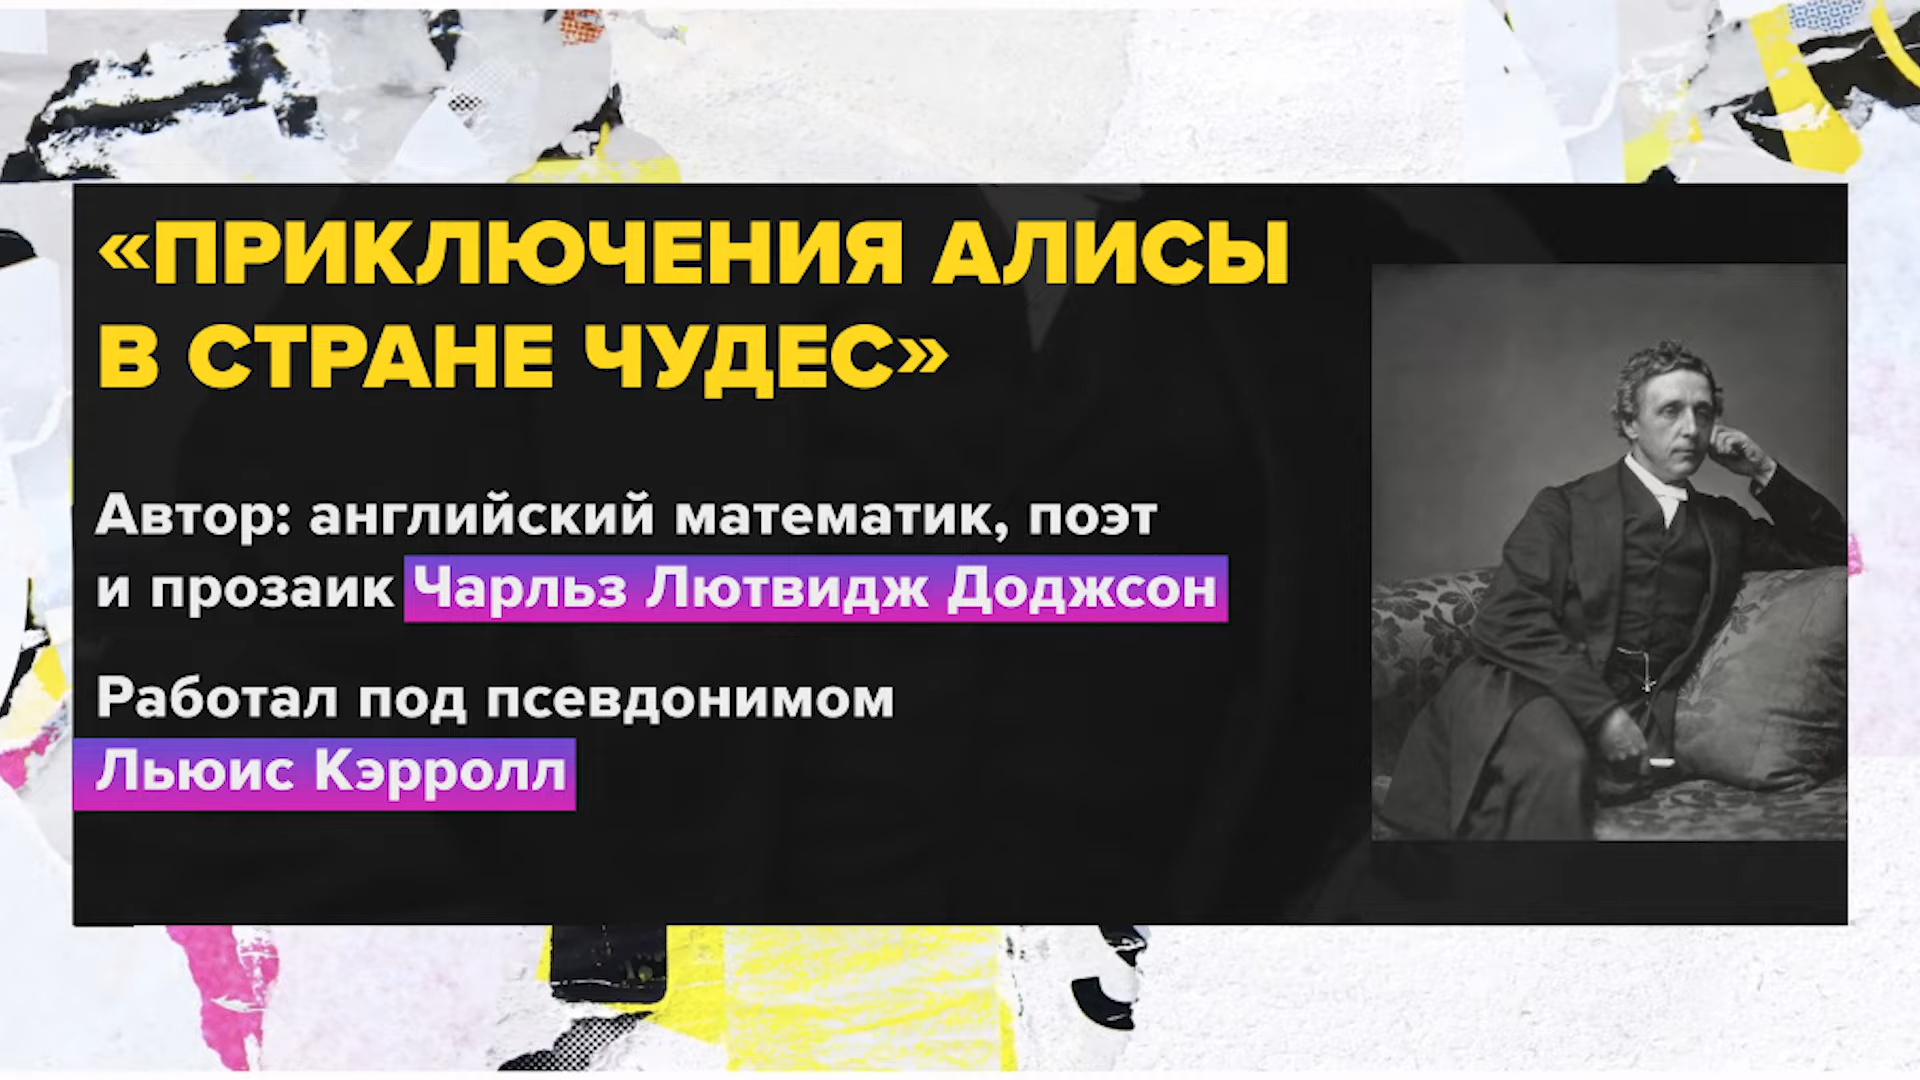 «ПРИКЛЮЧЕНИЯ АЛИСЫ
В СТРАНЕ ЧУДЕС»
Автор: английский математик, поэт
и прозаик Чарльз Лютвидж Доджсон
Работал под псевдонимом
Льюис Кэрролл